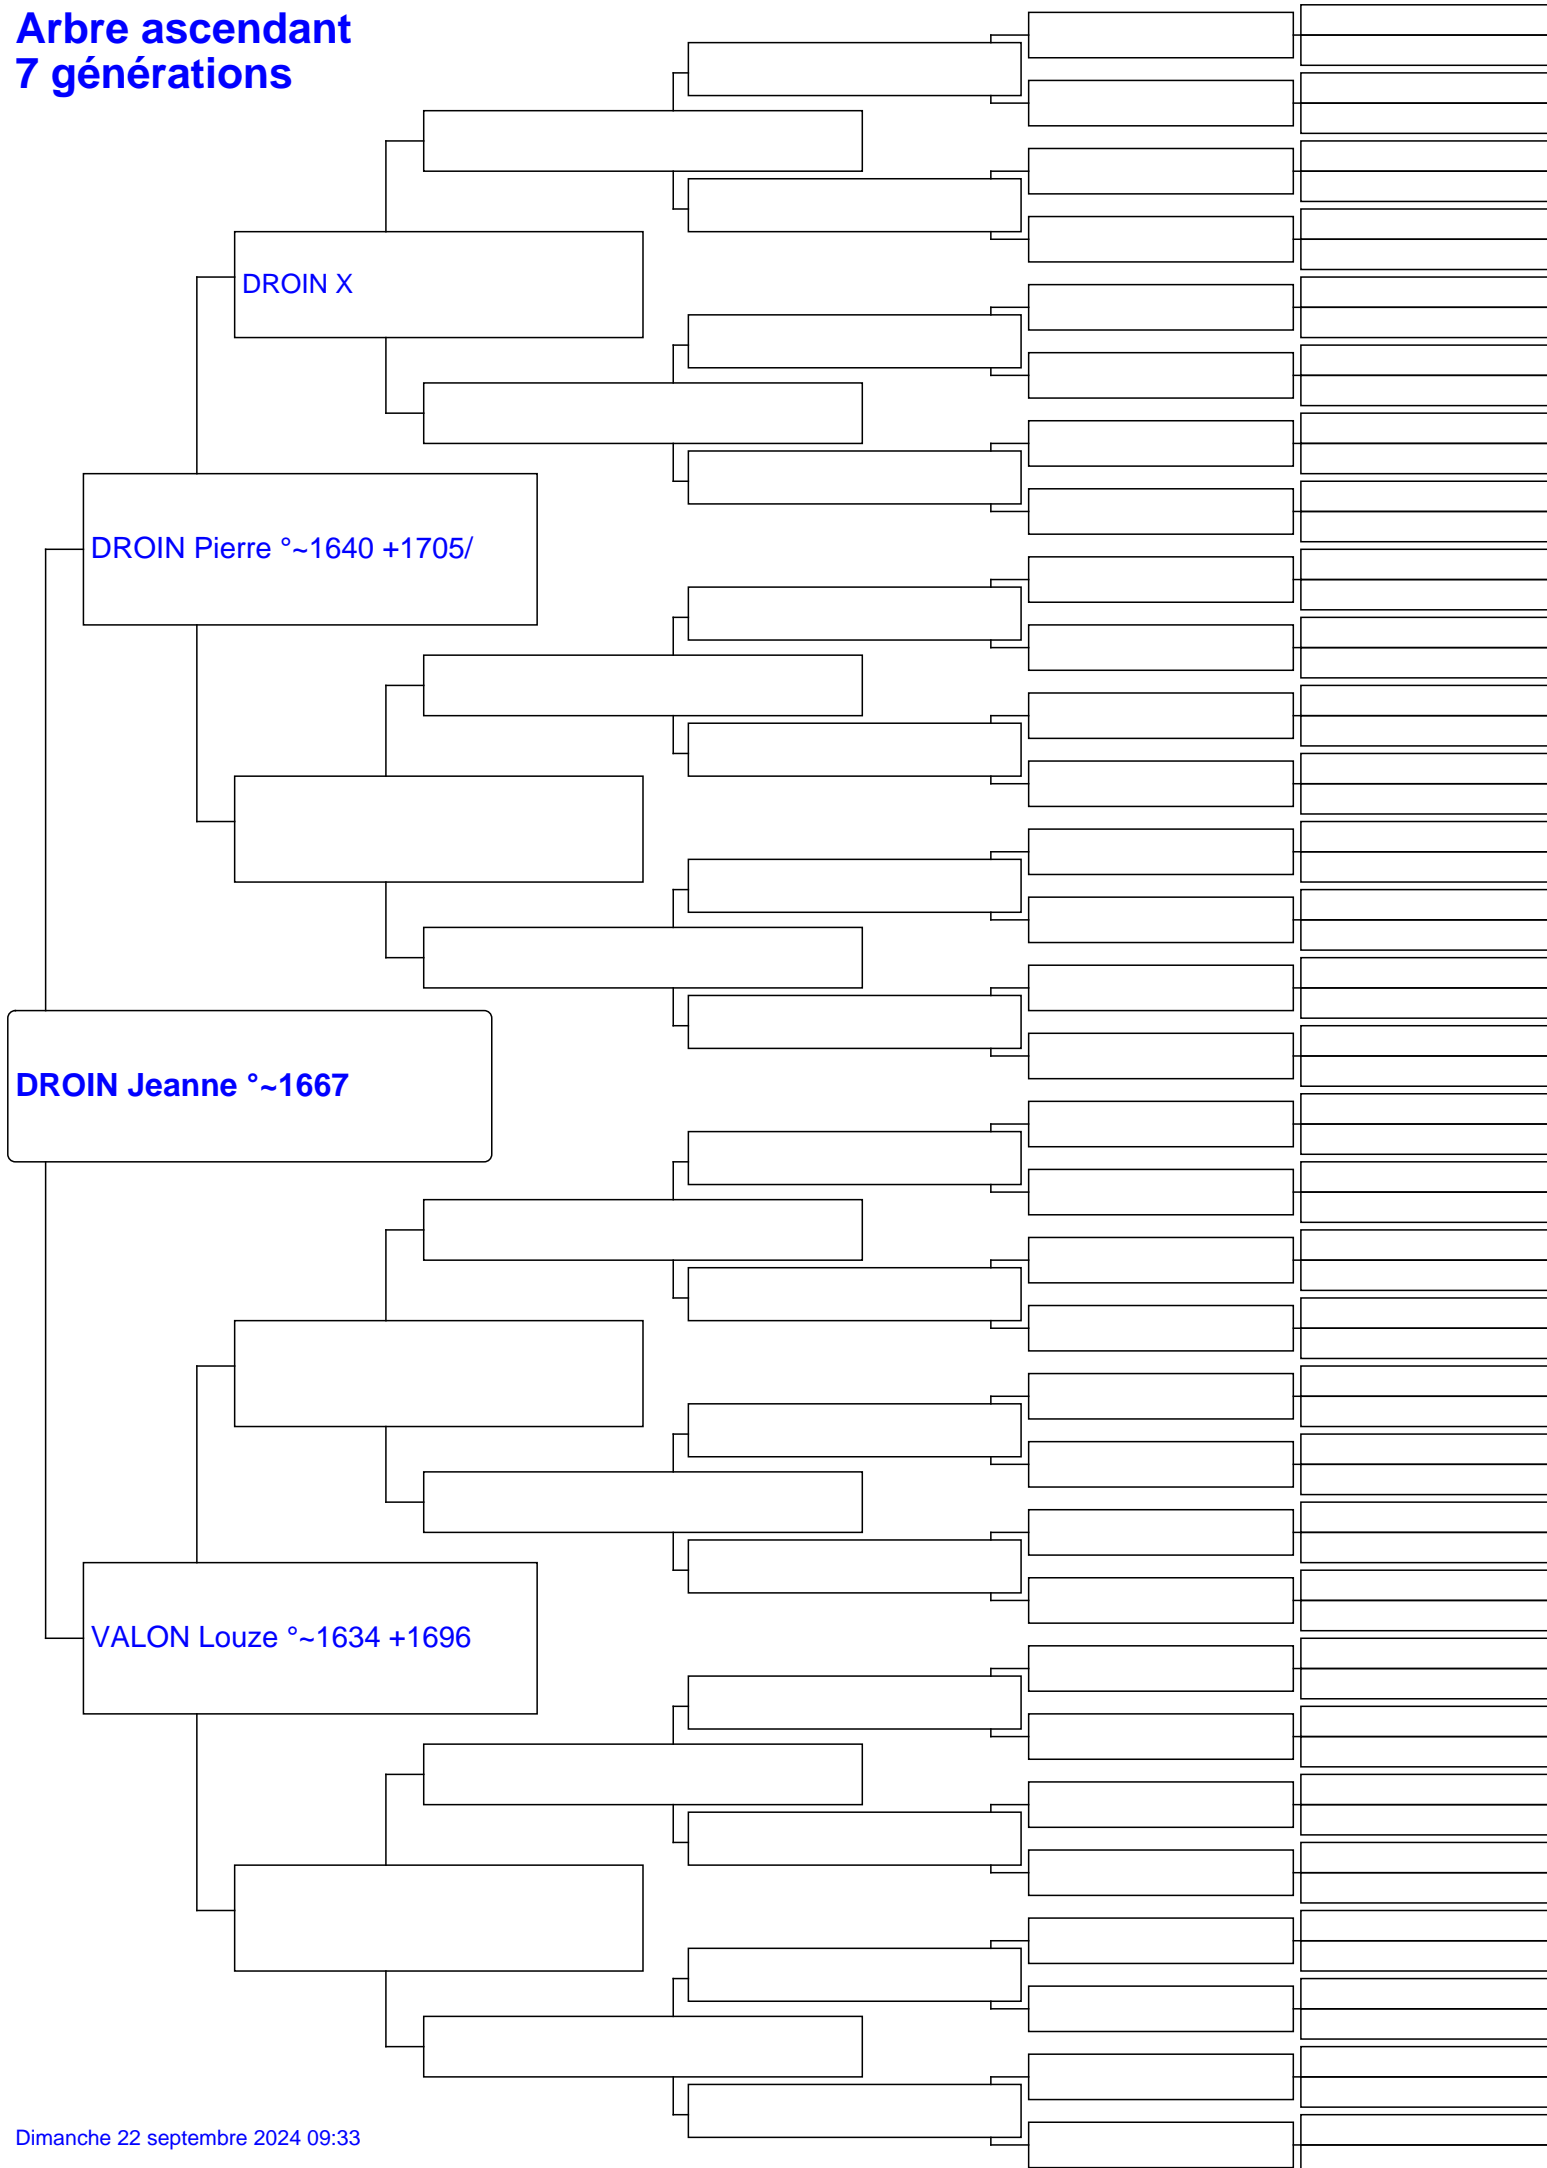 Arbre ascendant
7 générations
DROIN X
DROIN Pierre °~1640 +1705/
DROIN Jeanne °~1667
VALON Louze °~1634 +1696
Dimanche 22 septembre 2024 09:33